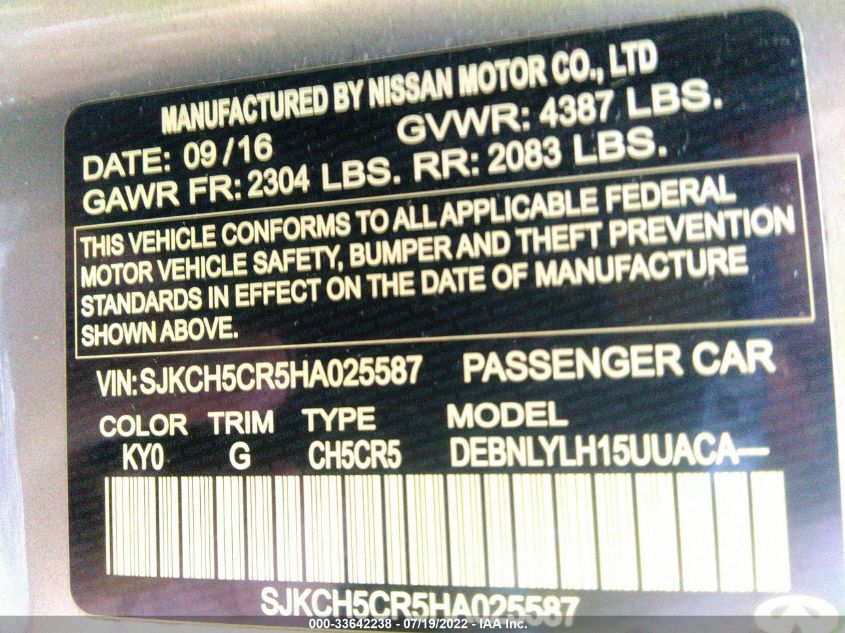 MANUFACTURED BY NISSAN MOTOR CO., LTD
DATE: 09/16 GVWR: 4387 LBS.
GAWR FR: 2304 LBS. RR: 2083 LBS.
THIS VEHICLE CONFORMS TO ALL APPLICABLE FEDERAL
MOTOR VEHICLE SAFETY, BUMPER AND THEFT PREVENTION
STANDARDS IN EFFECT ON THE DATE OF MANUFACTURE
SHOWN ABOVE.
VIN: SJKCH5CR5HA025587 PASSENGER CAR
COLOR TRIM TYPE MODEL
KY0 G CH5CR5 DEBNLYLH15UUACA—
SJKCH5CR5HA025587
000-33642238 - 07/19/2022 - IAA Inc.